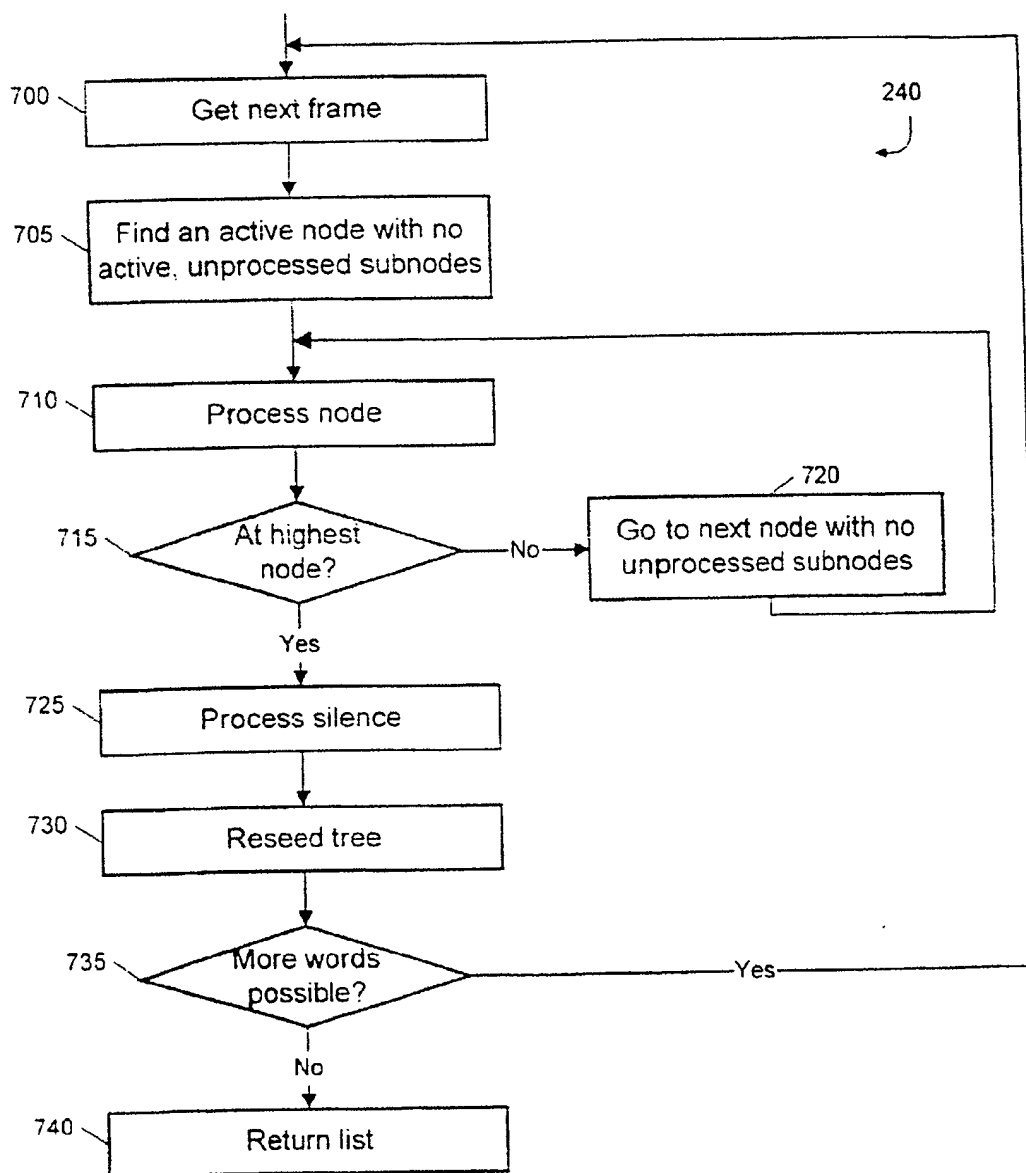 700
Get next frame
240
705
Find an active node with no
active, unprocessed subnodes
710
Process node
720
715
At highest
node?
No
Go to next node with no
unprocessed subnodes
Yes
725
Process silence
730
Reseed tree
735
More words
possible?
Yes
No
740
Return list